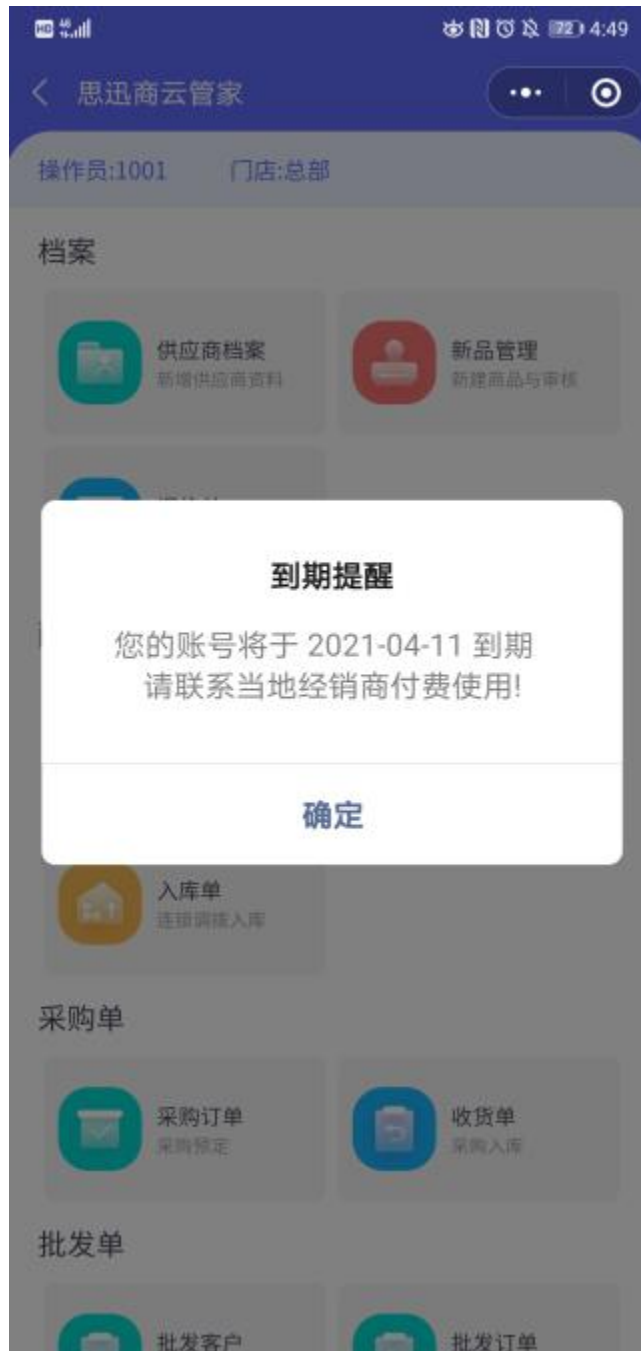 HD 46 72 4:49
思迅商云管家
操作员:1001 门店:总部
档案
供应商档案 新品管理
新增供应商资料 新建商品与审核
到期提醒
您的账号将于 2021-04-11 到期
请联系当地经销商付费使用!
确定
入库单
连锁调拨入库
采购单
采购订单 收货单
采购预定 采购入库
批发单
批发客户 批发订单